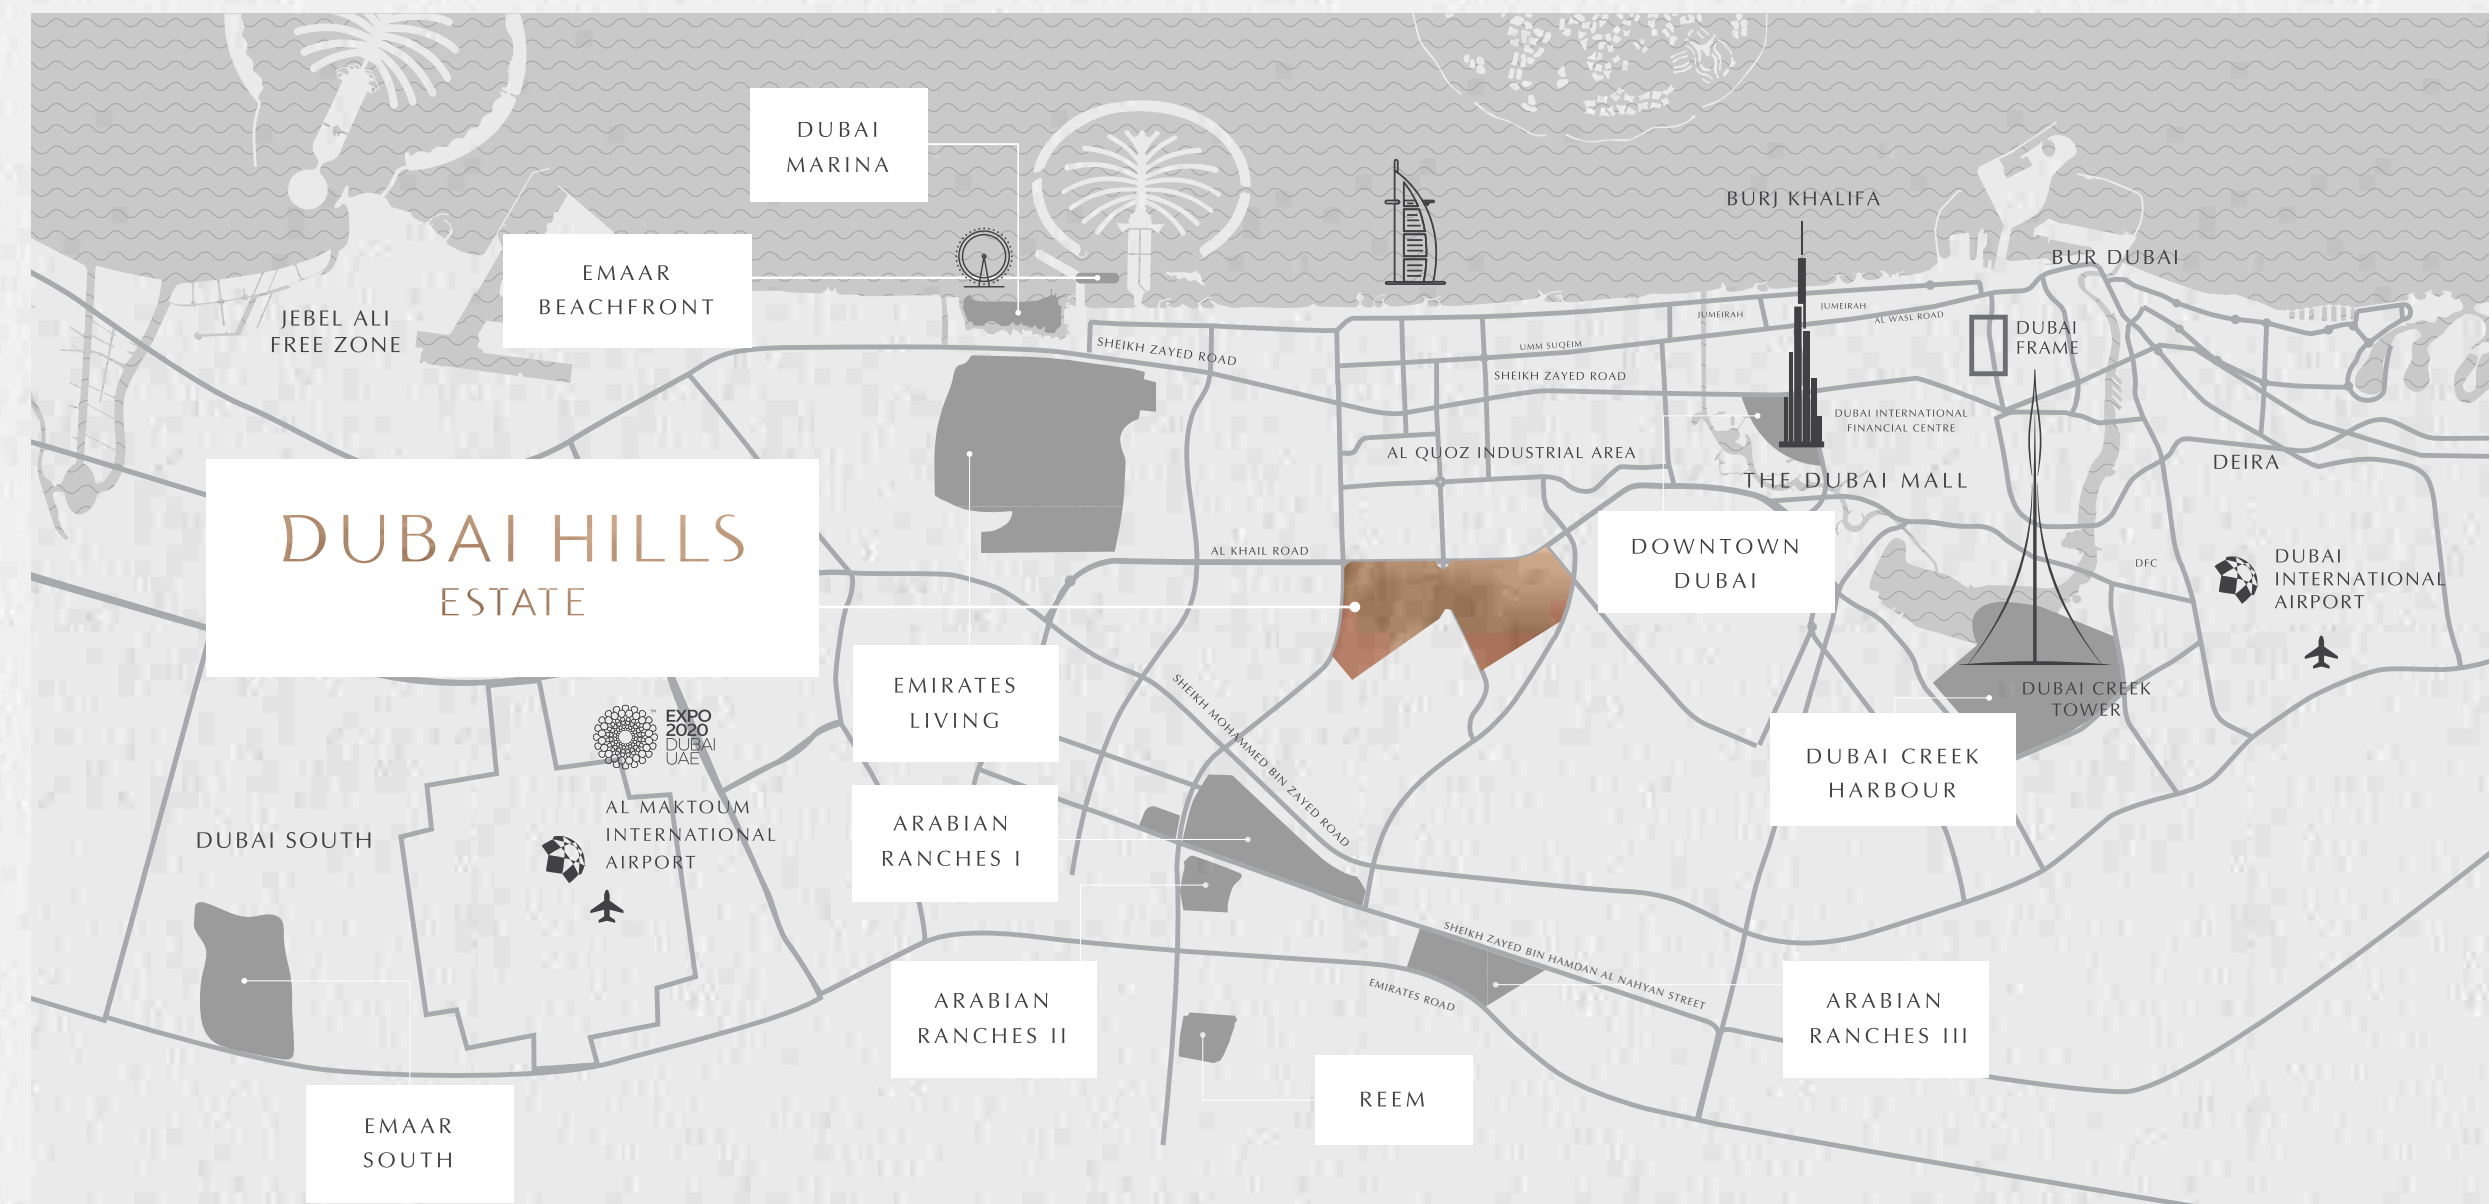 DUBAI
MARINA
BURJ KHALIFA
BUR DUBAI
EMAAR
BEACHFRONT
JEBEL ALI
FREE ZONE
JUMEIRAH
JUMEIRAH
AL WASL ROAD
DUBAI
FRAME
SHEIKH ZAYED ROAD
UMM SUQEIM
SHEIKH ZAYED ROAD
DUBAI INTERNATIONAL
FINANCIAL CENTRE
AL QUOZ INDUSTRIAL AREA
THE DUBAI MALL
DEIRA
DUBAI HILLS
ESTATE
AL KHAIL ROAD
DOWNTOWN
DUBAI
DFC
DUBAI
INTERNATIONAL
AIRPORT
EMIRATES
LIVING
SHEIKH MOHAMMED BIN ZAYED ROAD
DUBAI CREEK
TOWER
DUBAI CREEK
HARBOUR
EXPO
2020
DUBAI
UAE
™
AL MAKTOUM
INTERNATIONAL
AIRPORT
DUBAI SOUTH
ARABIAN
RANCHES I
SHEIKH ZAYED BIN HAMDAN AL NAHYAN STREET
EMIRATES ROAD
ARABIAN
RANCHES II
ARABIAN
RANCHES III
REEM
EMAAR
SOUTH